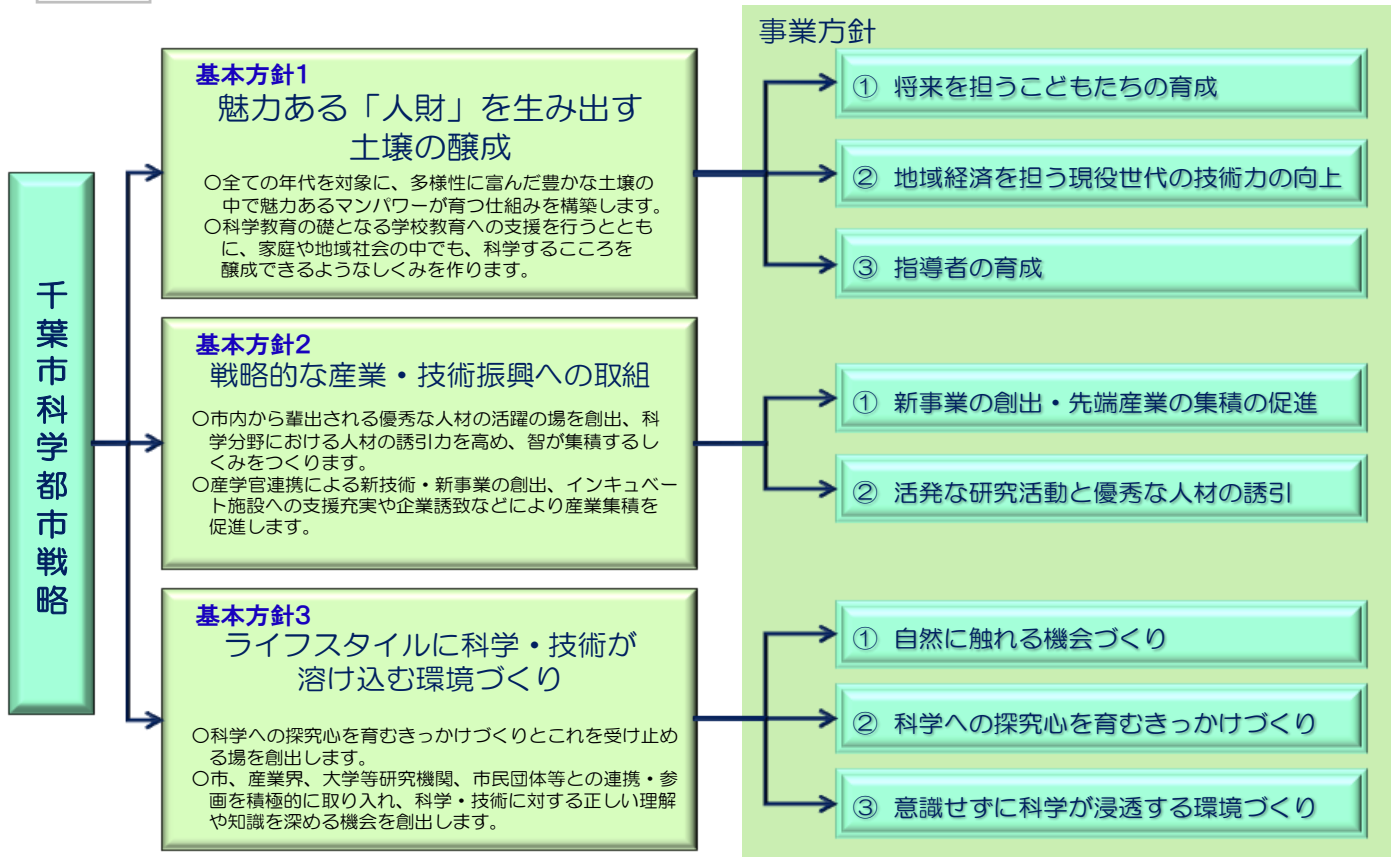 千葉市科学都市戦略
基本方針1
魅力ある「人財」を生み出す
土壌の醸成
〇全ての年代を対象に、多様性に富んだ豊かな土壌の
中で魅力あるマンパワーが育つ仕組みを構築します。
〇科学教育の礎となる学校教育への支援を行うととも
に、家庭や地域社会の中でも、科学するこころを
醸成できるようなしくみを作ります。
基本方針2
戦略的な産業・技術振興への取組
〇市内から輩出される優秀な人材の活躍の場を創出、科
学分野における人材の誘引力を高め、智が集積するし
くみをつくります。
〇産学官連携による新技術・新事業の創出、インキュベー
ト施設への支援充実や企業誘致などにより産業集積を
促進します。
基本方針3
ライフスタイルに科学・技術が
溶け込む環境づくり
〇科学への探究心を育むきっかけづくりとこれを受け止め
る場を創出します。
〇市、産業界、大学等研究機関、市民団体等との連携・参
画を積極的に取り入れ、科学・技術に対する正しい理解
や知識を深める機会を創出します。
事業方針
① 将来を担うこどもたちの育成
② 地域経済を担う現役世代の技術力の向上
③ 指導者の育成
① 新事業の創出・先端産業の集積の促進
② 活発な研究活動と優秀な人材の誘引
① 自然に触れる機会づくり
② 科学への探究心を育むきっかけづくり
③ 意識せずに科学が浸透する環境づくり